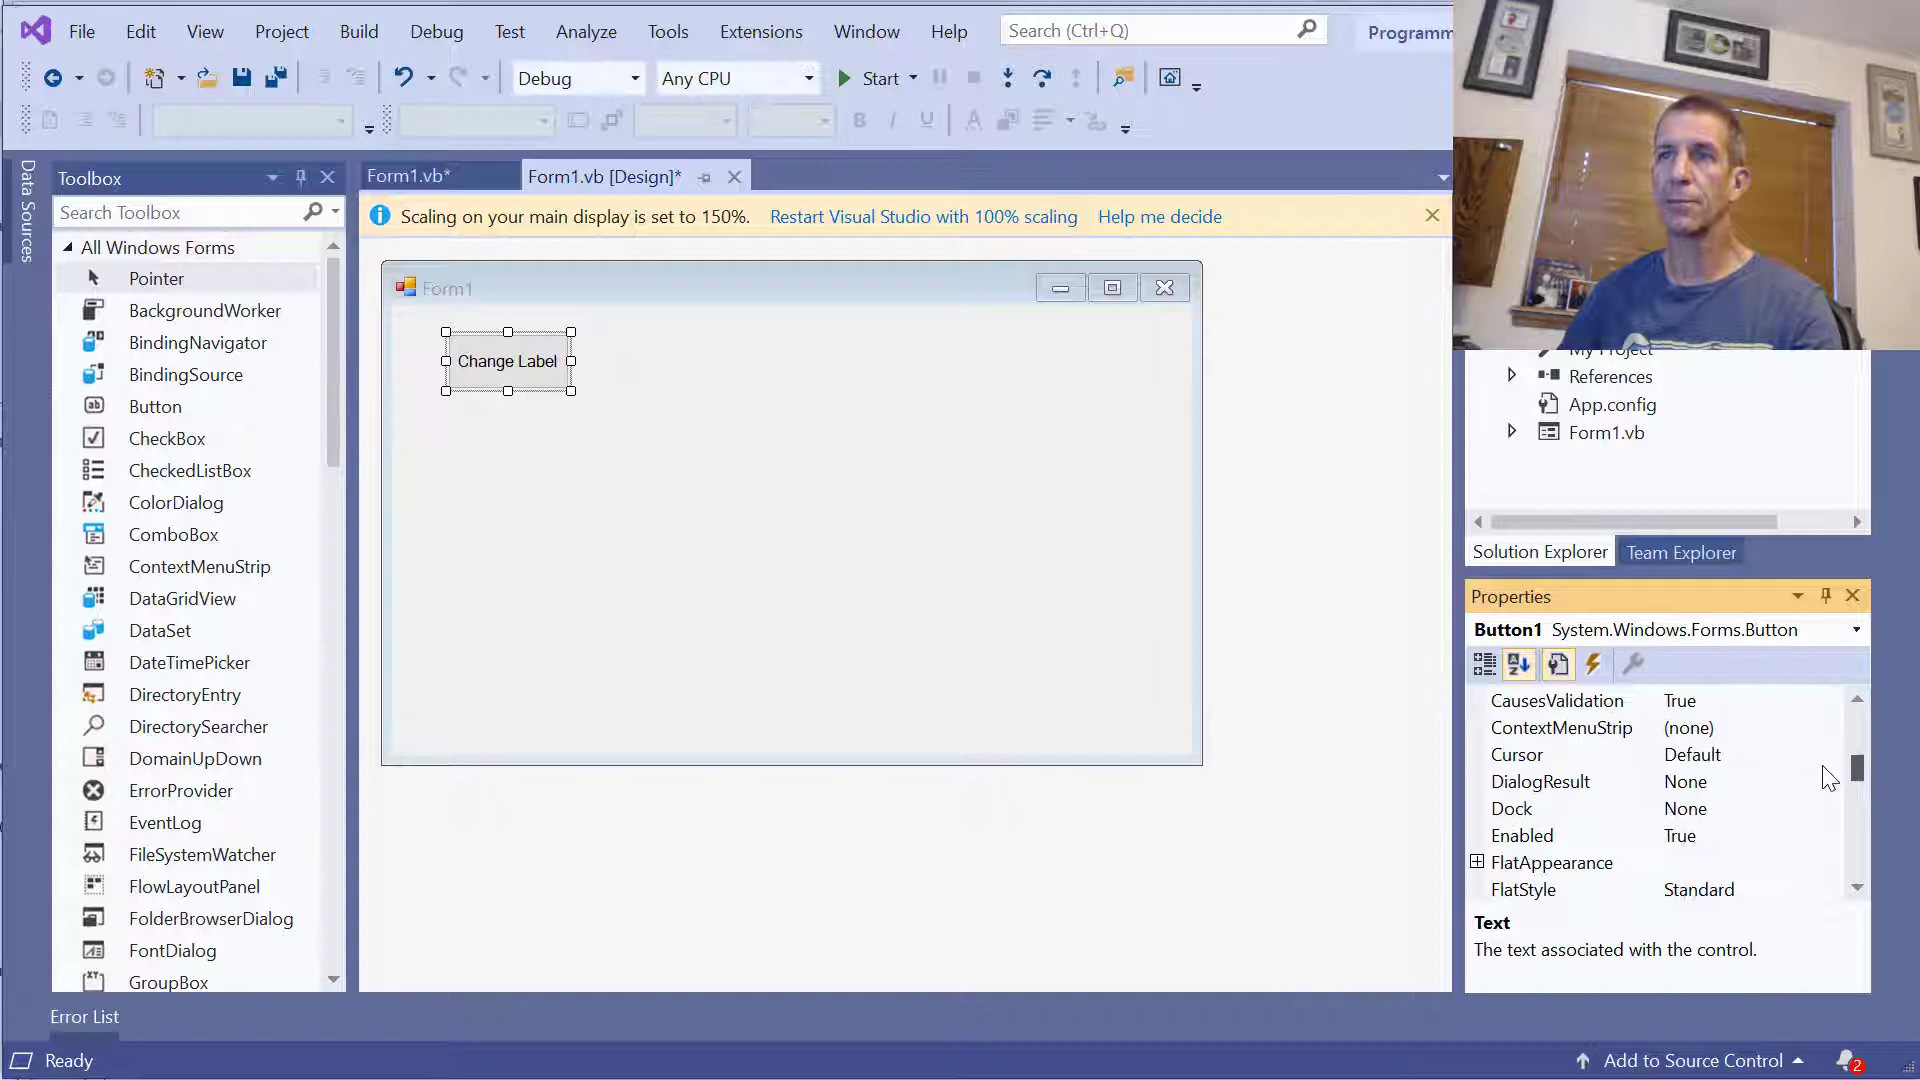 File Edit View Project Build Debug Test Analyze Tools Extensions Window Help Search (Ctrl+Q) Programm
Debug Any CPU Start
Data Sources
Toolbox
Form1.vb* Form1.vb [Design]*
Search Toolbox
Scaling on your main display is set to 150%. Restart Visual Studio with 100% scaling Help me decide
All Windows Forms
Pointer
BackgroundWorker
BindingNavigator
BindingSource
Button
CheckBox
CheckedListBox
ColorDialog
ComboBox
ContextMenuStrip
DataGridView
DataSet
DateTimePicker
DirectoryEntry
DirectorySearcher
DomainUpDown
ErrorProvider
EventLog
FileSystemWatcher
FlowLayoutPanel
FolderBrowserDialog
FontDialog
GroupBox
Form1
Change Label
My Project
References
App.config
Form1.vb
Solution Explorer Team Explorer
Properties
Button1 System.Windows.Forms.Button
CausesValidation True
ContextMenuStrip (none)
Cursor Default
DialogResult None
Dock None
Enabled True
FlatAppearance
FlatStyle Standard
Text
The text associated with the control.
Error List
Ready
Add to Source Control 2